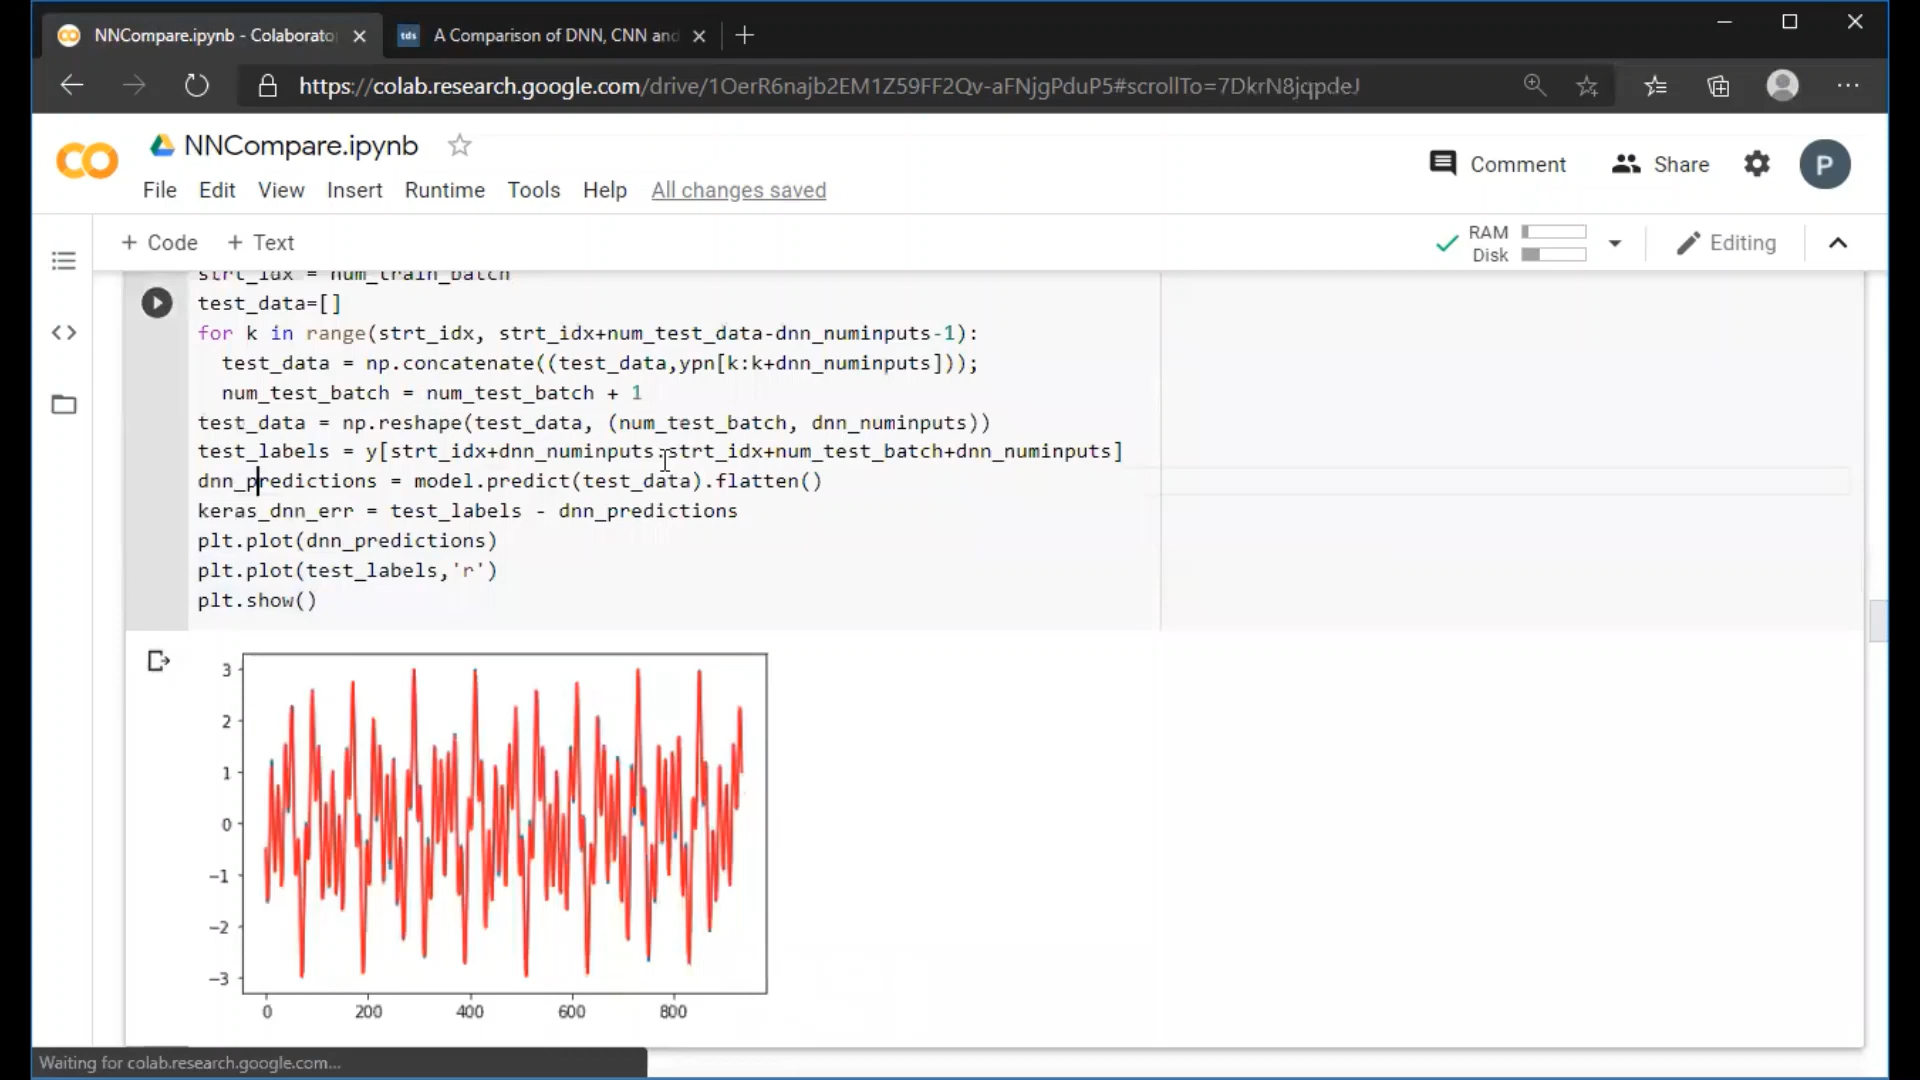 NNCompare.ipynb - Colaborato
tds
A Comparison of DNN, CNN and
https://colab.research.google.com/drive/1OerR6najb2EM1Z59FF2Qv-aFNjgPduP5#scrollTo=7DkrN8jqpdeJ
CO
NNCompare.ipynb
Comment
Share
P
File Edit View Insert Runtime Tools Help All changes saved
+ Code + Text
RAM
Disk
Editing
strt_idx = num_train_batch
test_data=[]
for k in range(strt_idx, strt_idx+num_test_data-dnn_numinputs-1):
test_data = np.concatenate((test_data,ypn[k:k+dnn_numinputs]));
num_test_batch = num_test_batch + 1
test_data = np.reshape(test_data, (num_test_batch, dnn_numinputs))
test_labels = y[strt_idx+dnn_numinputs:strt_idx+num_test_batch+dnn_numinputs]
dnn_predictions = model.predict(test_data).flatten()
keras_dnn_err = test_labels - dnn_predictions
plt.plot(dnn_predictions)
plt.plot(test_labels,'r')
plt.show()
3
2
1
0
−1
−2
−3
0 200 400 600 800
Waiting for colab.research.google.com...